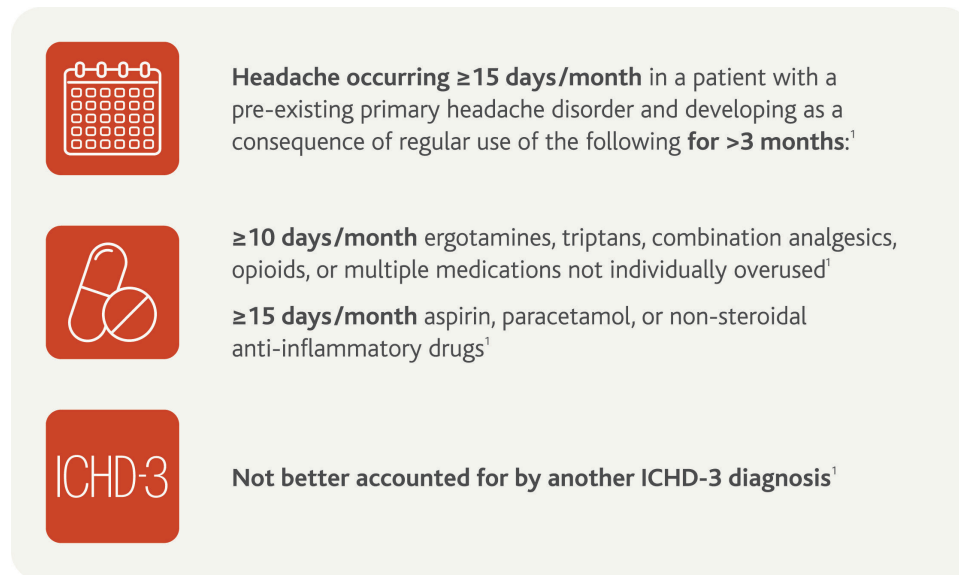 Headache occurring ≥15 days/month in a patient with a
pre-existing primary headache disorder and developing as a
consequence of regular use of the following for >3 months:¹
≥10 days/month ergotamines, triptans, combination analgesics,
opioids, or multiple medications not individually overused¹
≥15 days/month aspirin, paracetamol, or non-steroidal
anti-inflammatory drugs¹
ICHD-3
Not better accounted for by another ICHD-3 diagnosis¹